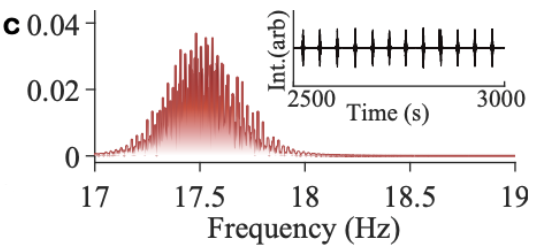 c
0.04
0.02
0
17
17.5
18
18.5
19
Frequency (Hz)
Int.(arb)
2500
3000
Time (s)